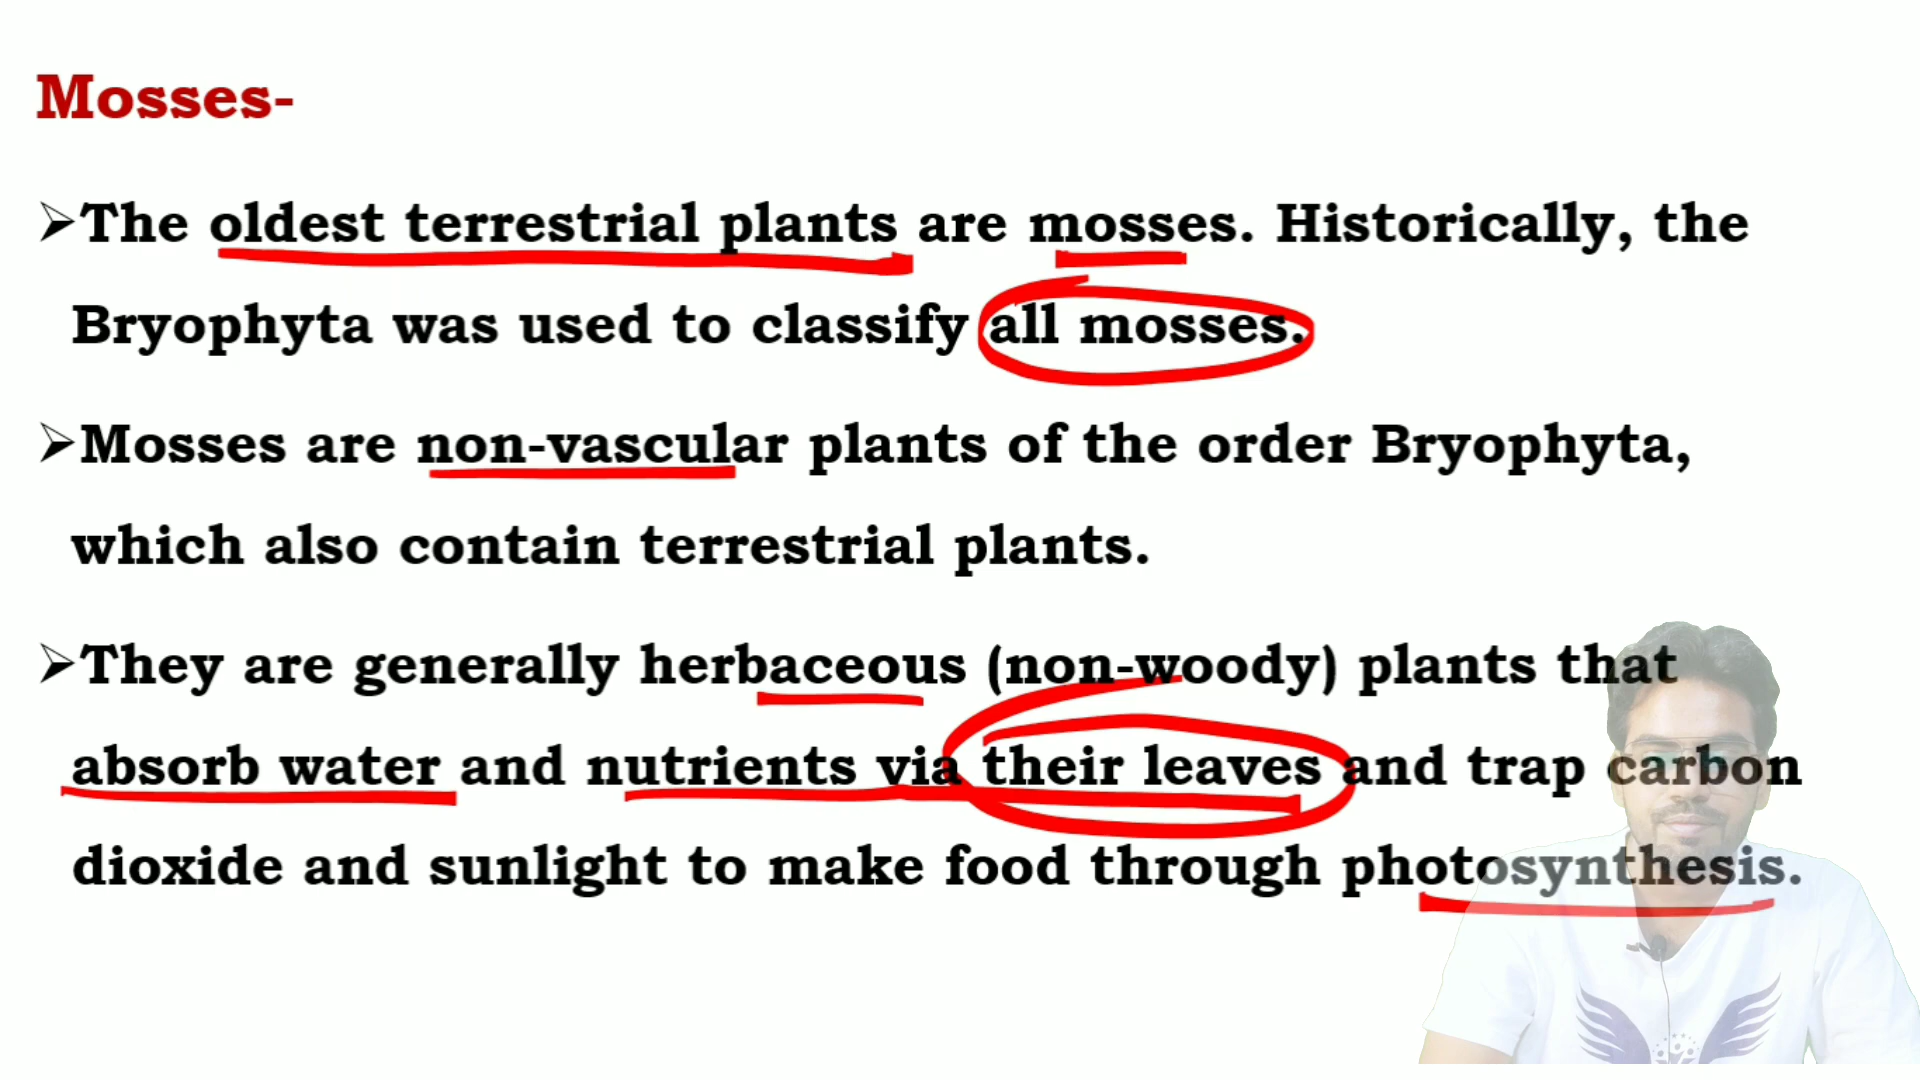 Mosses-
➢The oldest terrestrial plants are mosses. Historically, the
Bryophyta was used to classify all mosses.
➢Mosses are non-vascular plants of the order Bryophyta,
which also contain terrestrial plants.
➢They are generally herbaceous (non-woody) plants that
absorb water and nutrients via their leaves and trap carbon
dioxide and sunlight to make food through photosynthesis.